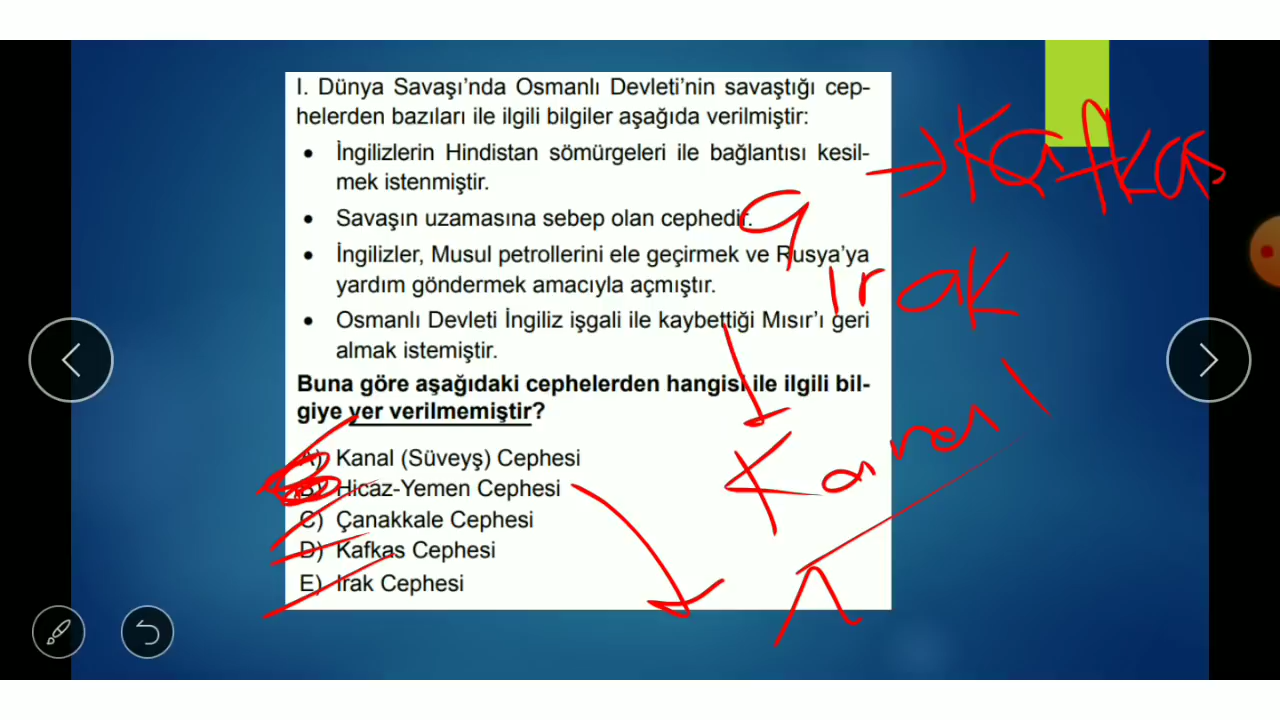 I. Dünya Savaşı'nda Osmanlı Devleti'nin savaştığı cep-
helerden bazıları ile ilgili bilgiler aşağıda verilmiştir:
• İngilizlerin Hindistan sömürgeleri ile bağlantısı kesil-
mek istenmiştir.
• Savaşın uzamasına sebep olan cephedir.
• İngilizler, Musul petrollerini ele geçirmek ve Rusya'ya
yardım göndermek amacıyla açmıştır.
• Osmanlı Devleti İngiliz işgali ile kaybettiği Mısır'ı geri
almak istemiştir.
Buna göre aşağıdaki cephelerden hangisi ile ilgili bil-
giye yer verilmemiştir?
A) Kanal (Süveyş) Cephesi
B) Hicaz-Yemen Cephesi
C) Çanakkale Cephesi
D) Kafkas Cephesi
E) Irak Cephesi
Kafkas
Irak
Kanal